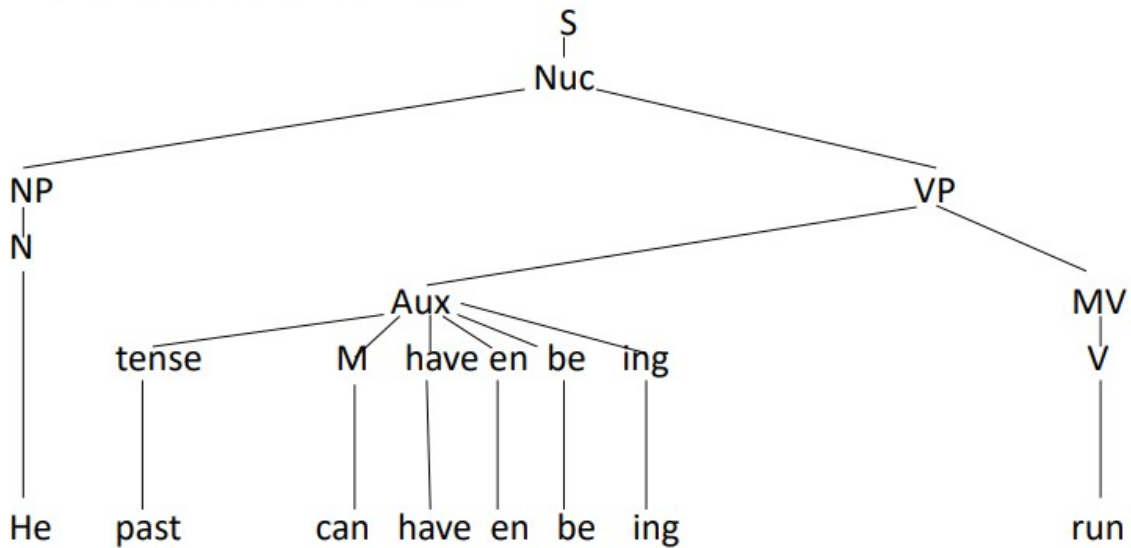 S
Nuc
NP VP
N
Aux MV
tense M have en be ing V
He past can have en be ing run